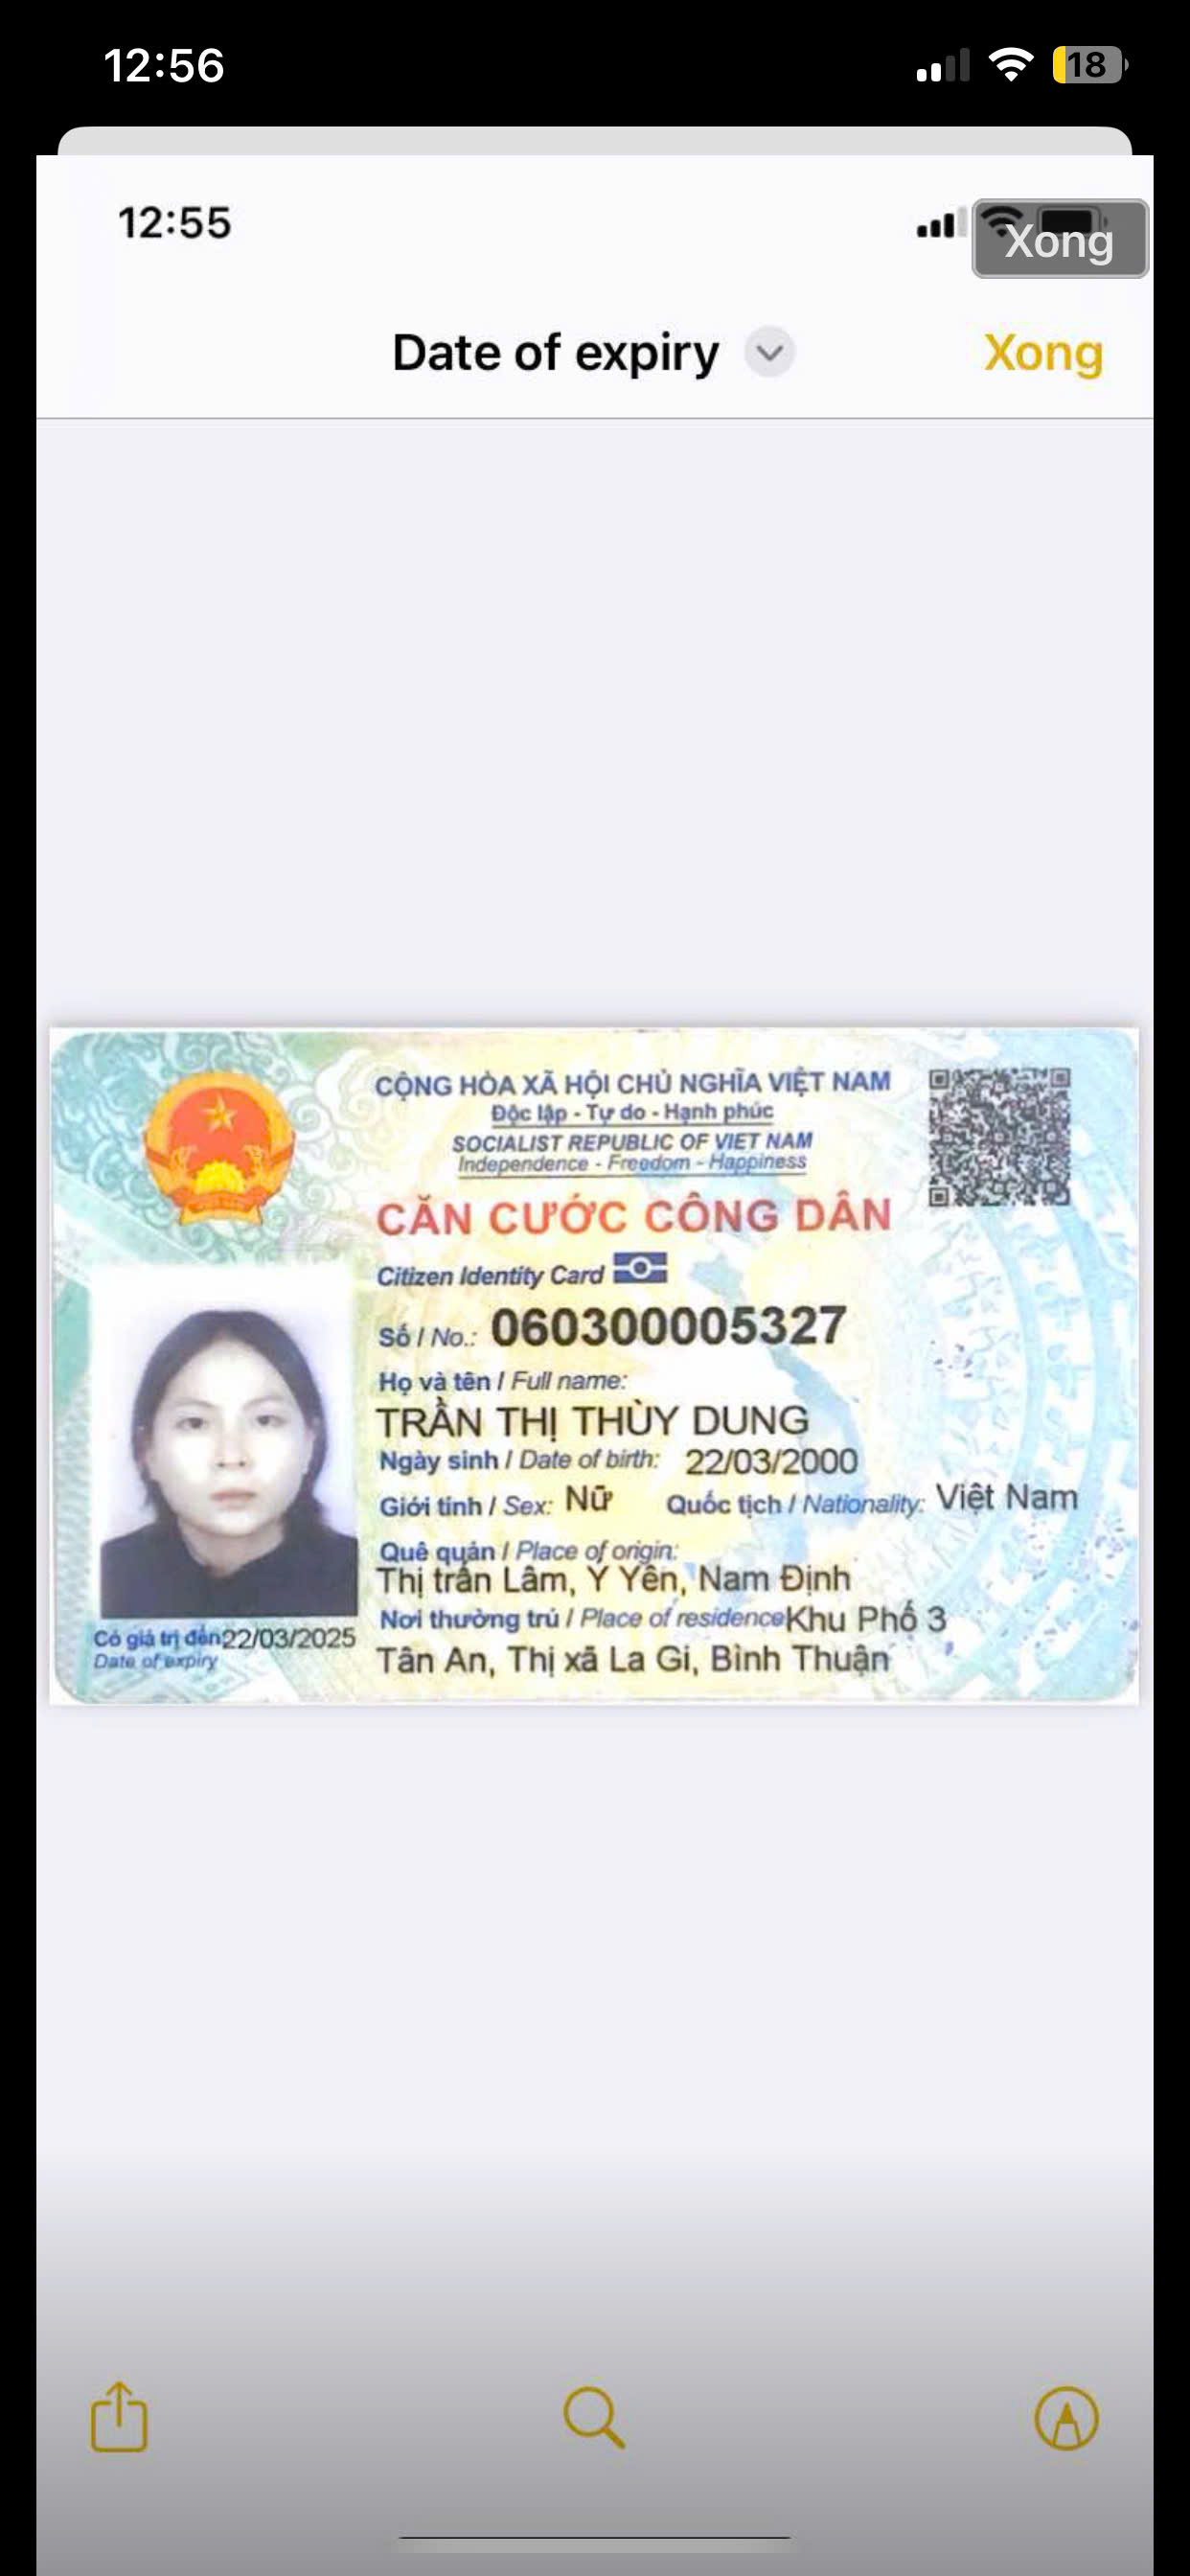 12:56
18
12:55
Xong
Date of expiry
Xong
CỘNG HÒA XÃ HỘI CHỦ NGHĨA VIỆT NAM
Độc lập - Tự do - Hạnh phúc
SOCIALIST REPUBLIC OF VIET NAM
Independence - Freedom - Happiness
CĂN CƯỚC CÔNG DÂN
Citizen Identity Card
Số / No.: 060300005327
Họ và tên / Full name:
TRẦN THỊ THÙY DUNG
Ngày sinh / Date of birth: 22/03/2000
Giới tính / Sex: Nữ Quốc tịch / Nationality: Việt Nam
Quê quán / Place of origin:
Thị trấn Lâm, Ý Yên, Nam Định
Nơi thường trú / Place of residence Khu Phố 3
Tân An, Thị xã La Gi, Bình Thuận
Có giá trị đến 22/03/2025
Date of expiry